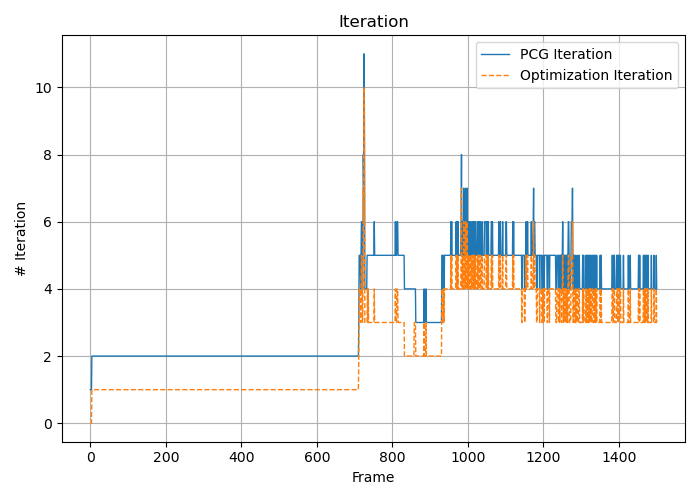 Iteration
PCG Iteration
Optimization Iteration
# Iteration
10
8
6
4
2
0
0 200 400 600 800 1000 1200 1400
Frame